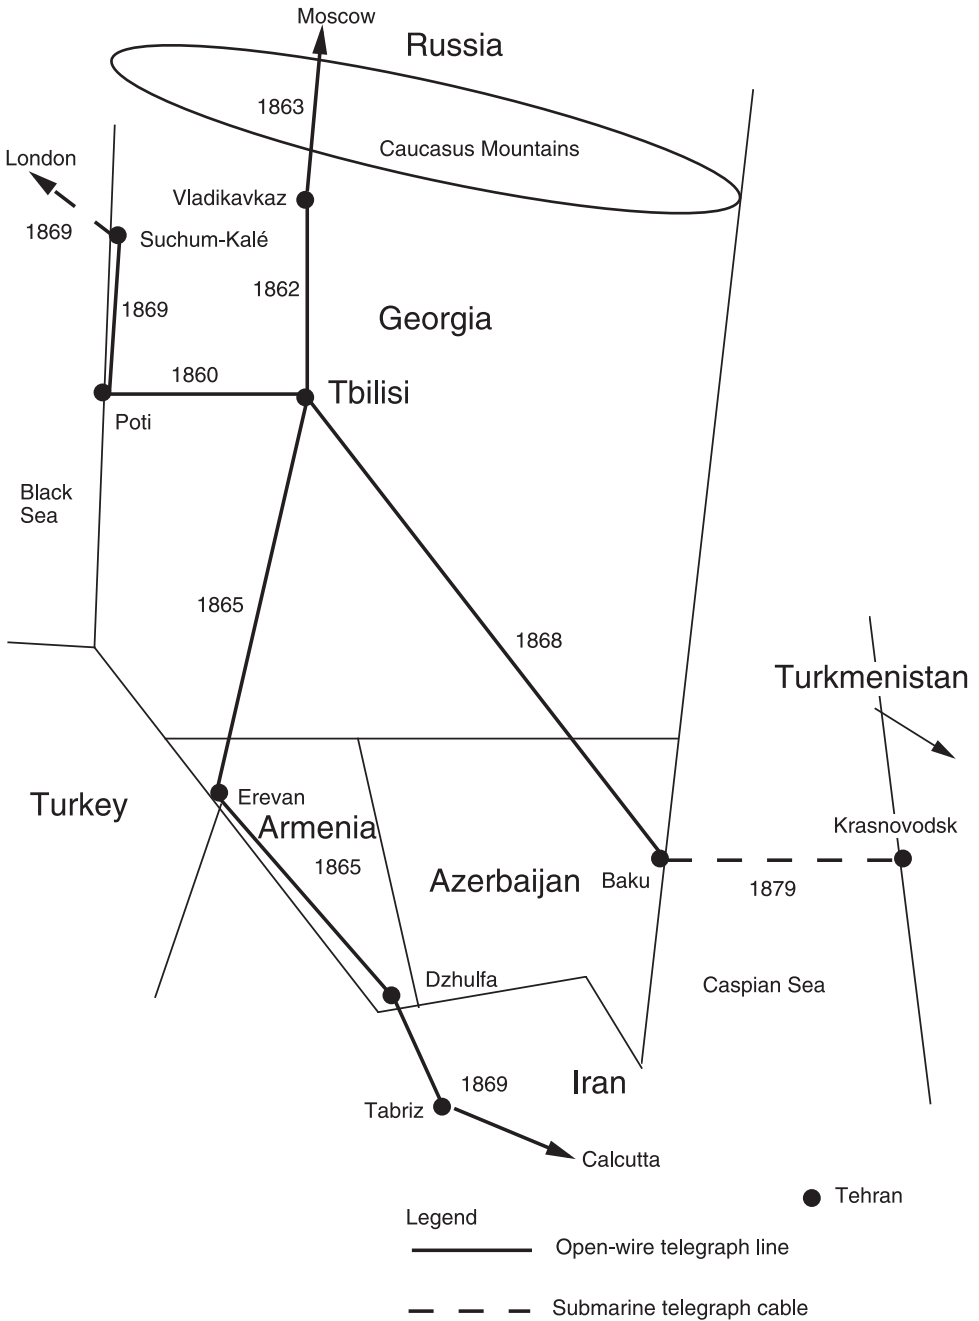 Moscow
Russia
1863
Caucasus Mountains
London
Vladikavkaz
1869
Suchum-Kalé
1862
1869
Georgia
1860
Tbilisi
Poti
Black
Sea
1865
1868
Turkmenistan
Turkey
Erevan
Armenia
Krasnovodsk
1865
Azerbaijan
Baku
1879
Dzhulfa
Caspian Sea
1869
Iran
Tabriz
Calcutta
Tehran
Legend
Open-wire telegraph line
Submarine telegraph cable